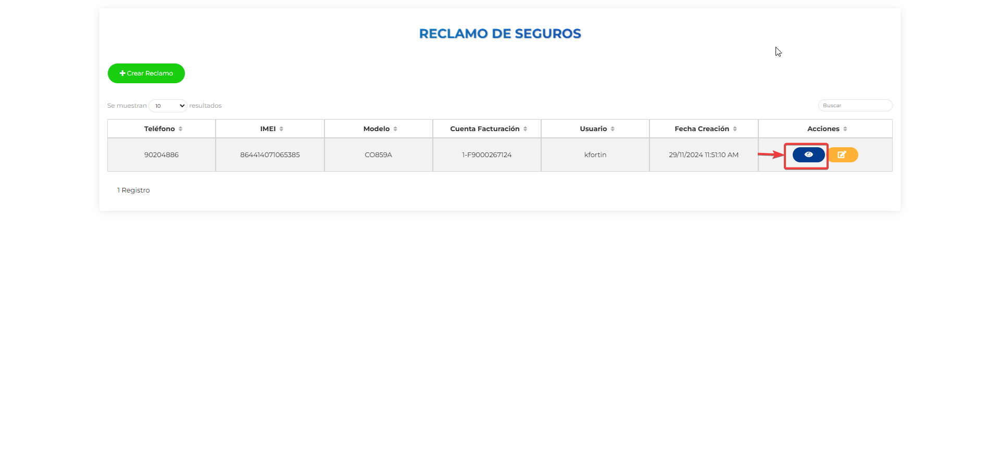 RECLAMO DE SEGUROS
Crear Reclamo
Se muestran 10 resultados
Buscar
Teléfono IMEI Modelo Cuenta Facturación Usuario Fecha Creación Acciones
90204886 864414071065385 CO859A 1-F9000267124 kfortin 29/11/2024 11:51:10 AM
1 Registro